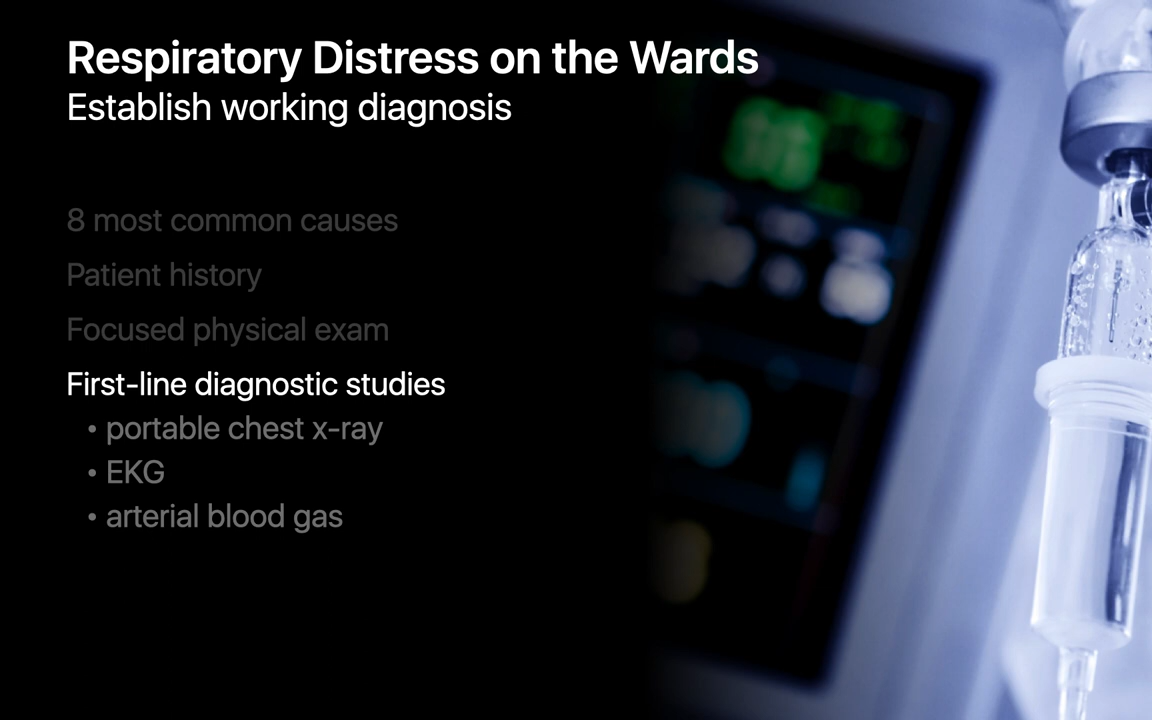 Respiratory Distress on the Wards
Establish working diagnosis
8 most common causes
Patient history
Focused physical exam
First-line diagnostic studies
• portable chest x-ray
• EKG
• arterial blood gas